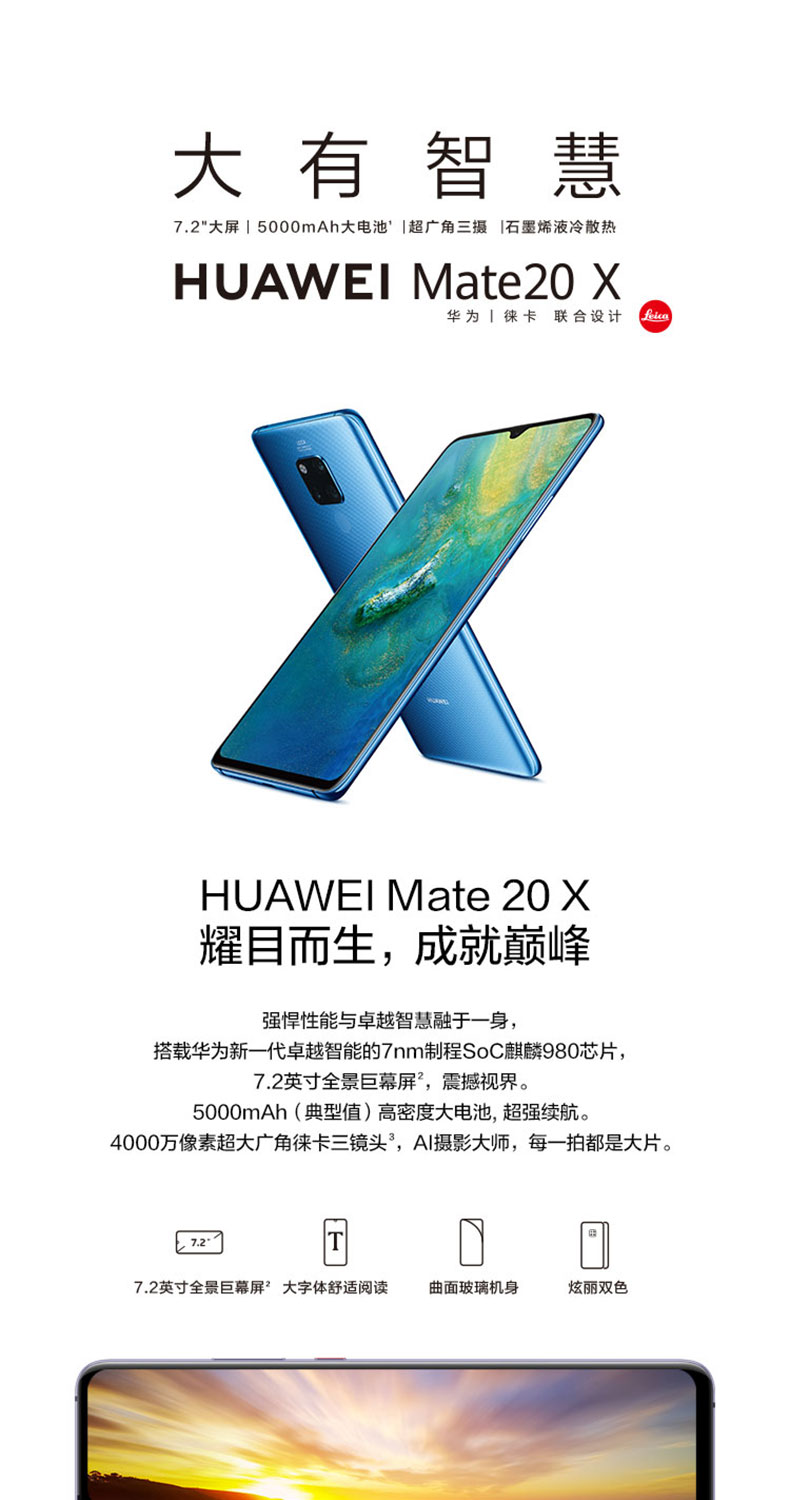 大有智慧
7.2"大屏 | 5000mAh大电池¹ |超广角三摄 |石墨烯液冷散热
HUAWEI Mate20 X
华为 | 徕卡 联合设计
Leica
HUAWEI
HUAWEI Mate 20 X
耀目而生，成就巅峰
强悍性能与卓越智慧融于一身，
搭载华为新一代卓越智能的7nm制程SoC麒麟980芯片，
7.2英寸全景巨幕屏²，震撼视界。
5000mAh（典型值）高密度大电池, 超强续航。
4000万像素超大广角徕卡三镜头³，AI摄影大师，每一拍都是大片。
7.2" T
7.2英寸全景巨幕屏² 大字体舒适阅读 曲面玻璃机身 炫丽双色